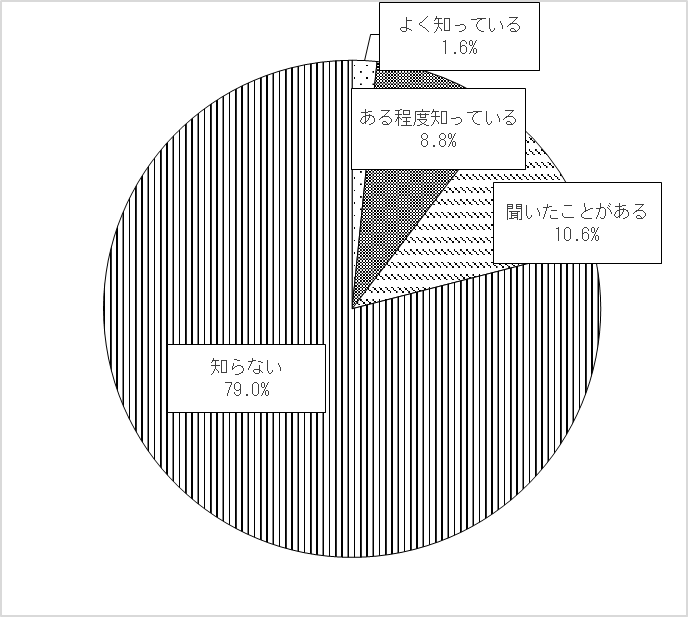 よく知っている
1.6%
ある程度知っている
8.8%
聞いたことがある
10.6%
知らない
79.0%